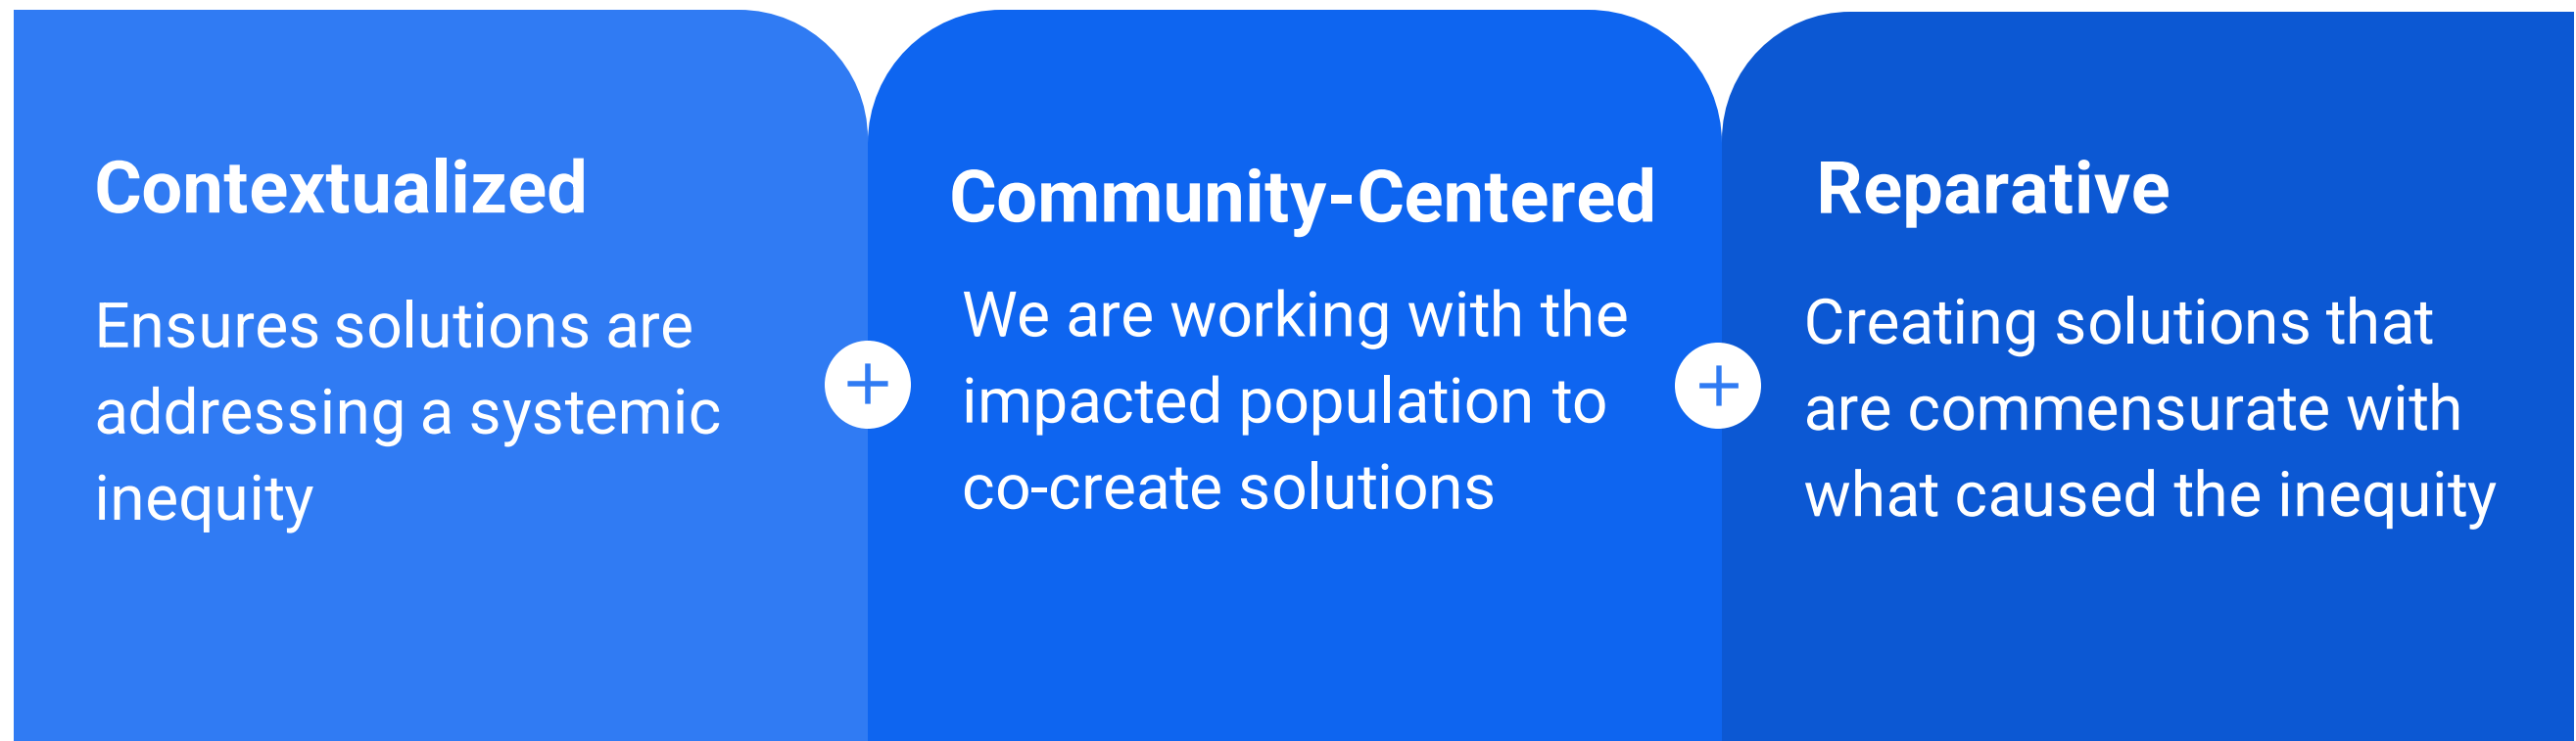 Contextualized
Ensures solutions are
addressing a systemic
inequity
+
Community-Centered
We are working with the
impacted population to
co-create solutions
+
Reparative
Creating solutions that
are commensurate with
what caused the inequity